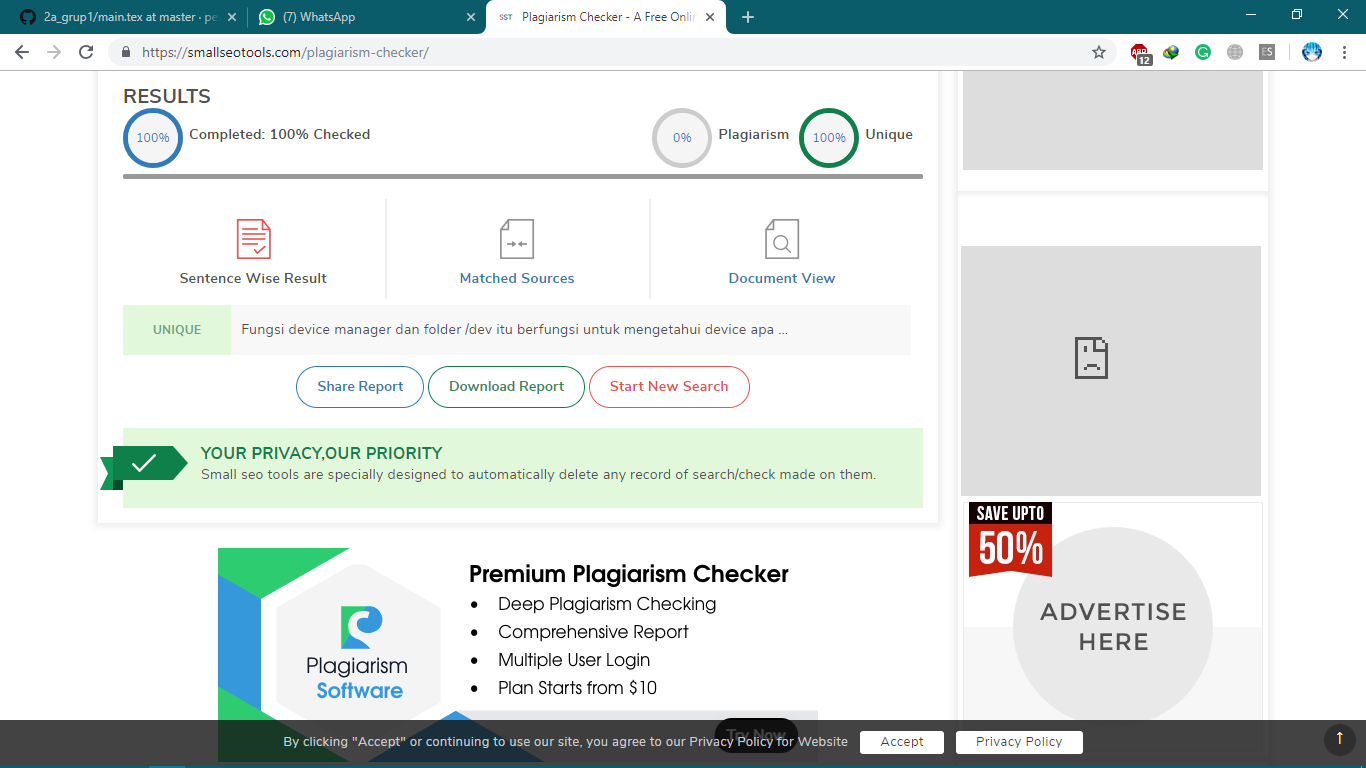 2a_grup1/main.tex at master · pe
(7) WhatsApp
SST Plagiarism Checker - A Free Onlin
https://smallseotools.com/plagiarism-checker/
ABP
12
ES
RESULTS
100%
Completed: 100% Checked
0%
Plagiarism
100%
Unique
Sentence Wise Result
Matched Sources
Document View
UNIQUE
Fungsi device manager dan folder /dev itu berfungsi untuk mengetahui device apa ...
Share Report
Download Report
Start New Search
YOUR PRIVACY,OUR PRIORITY
Small seo tools are specially designed to automatically delete any record of search/check made on them.
Plagiarism
Software
Premium Plagiarism Checker
• Deep Plagiarism Checking
• Comprehensive Report
• Multiple User Login
• Plan Starts from $10
Try Now
SAVE UPTO
50%
ADVERTISE
HERE
By clicking "Accept" or continuing to use our site, you agree to our Privacy Policy for Website
Accept
Privacy Policy